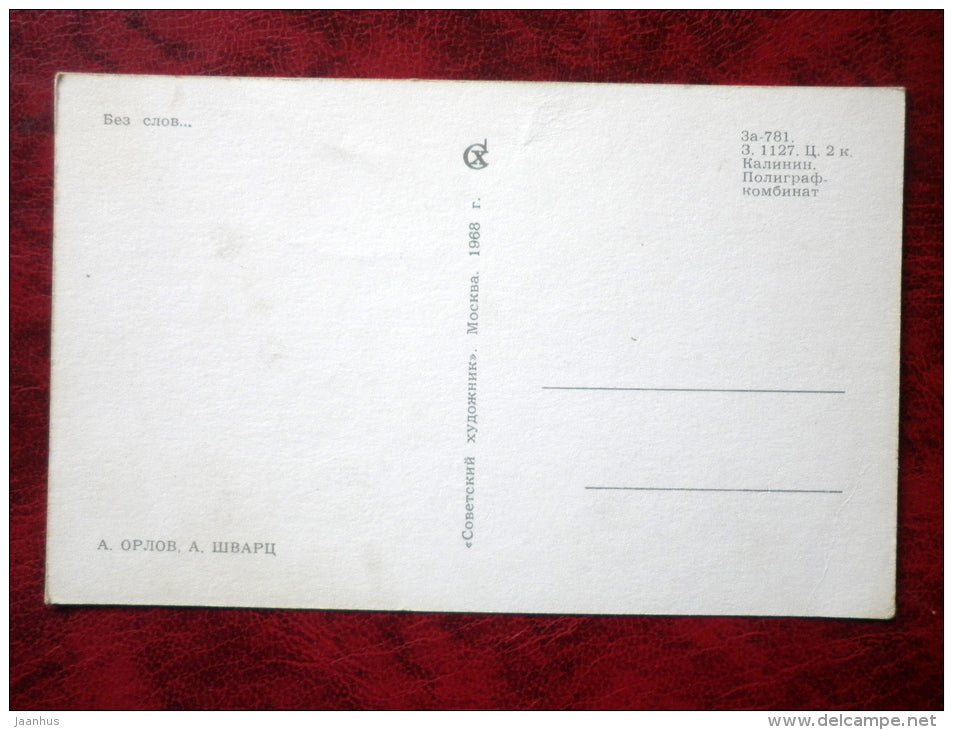 Без слов...
За-781.
З. 1127. Ц. 2 к.
Калинин.
Полиграф-
комбинат
«Советский художник». Москва. 1968 г.
А. ОРЛОВ, А. ШВАРЦ
jaanhus
www.delcampe.net